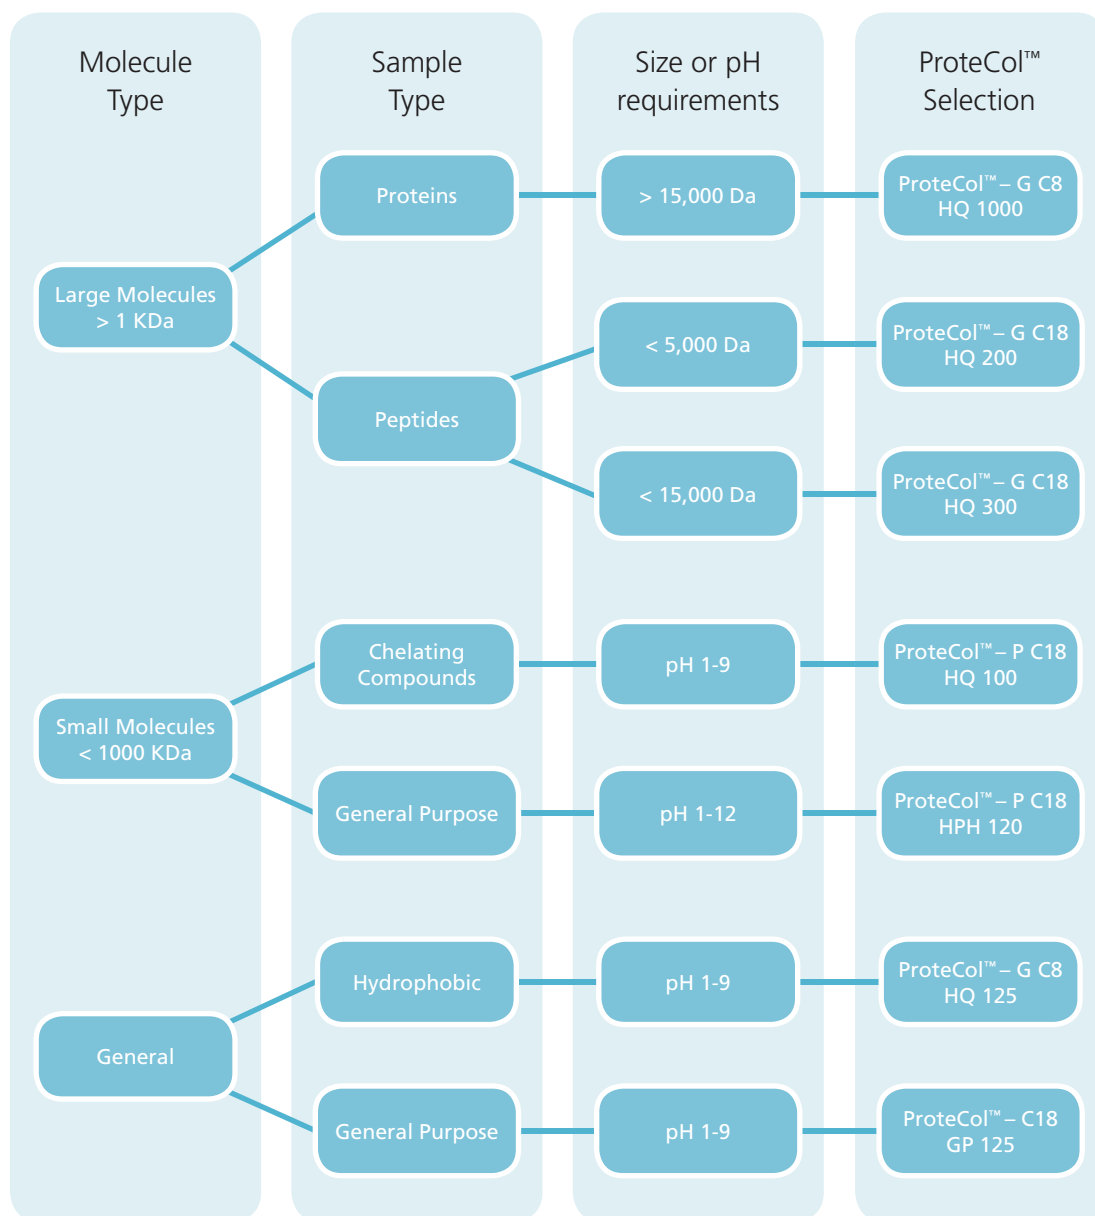 Molecule
Type
Sample
Type
Size or pH
requirements
ProteCol™
Selection
Large Molecules
> 1 KDa
Proteins
> 15,000 Da
ProteCol™ – G C8
HQ 1000
Peptides
< 5,000 Da
ProteCol™ – G C18
HQ 200
< 15,000 Da
ProteCol™ – G C18
HQ 300
Small Molecules
< 1000 KDa
Chelating
Compounds
pH 1-9
ProteCol™ – P C18
HQ 100
General Purpose
pH 1-12
ProteCol™ – P C18
HPH 120
General
Hydrophobic
pH 1-9
ProteCol™ – G C8
HQ 125
General Purpose
pH 1-9
ProteCol™ – C18
GP 125